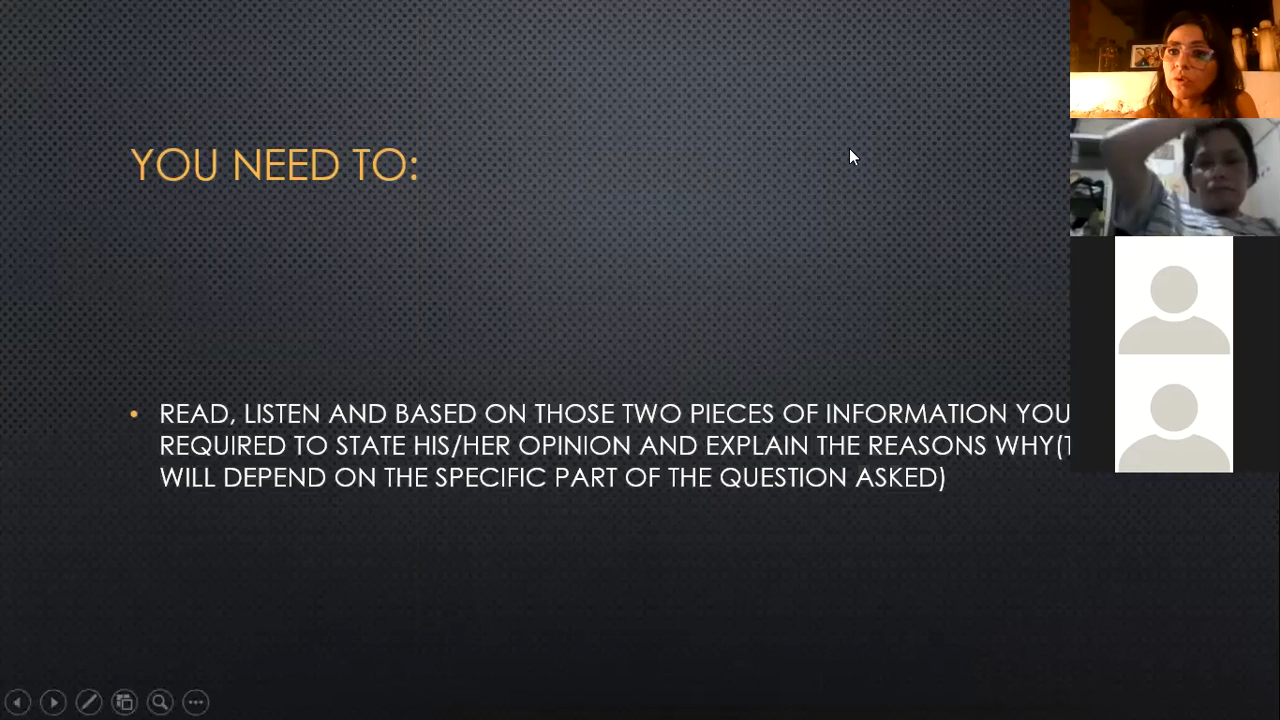 YOU NEED TO:
• READ, LISTEN AND BASED ON THOSE TWO PIECES OF INFORMATION YOU
REQUIRED TO STATE HIS/HER OPINION AND EXPLAIN THE REASONS WHY(
WILL DEPEND ON THE SPECIFIC PART OF THE QUESTION ASKED)